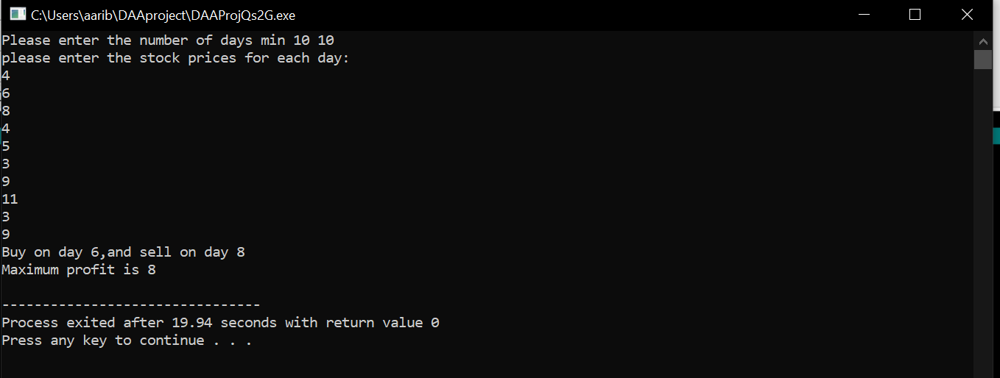 C:\Users\aarib\DAAproject\DAAProjQs2G.exe
Please enter the number of days min 10 10
please enter the stock prices for each day:
4
6
8
4
5
3
9
11
3
9
Buy on day 6,and sell on day 8
Maximum profit is 8
--------------------------------
Process exited after 19.94 seconds with return value 0
Press any key to continue . . .